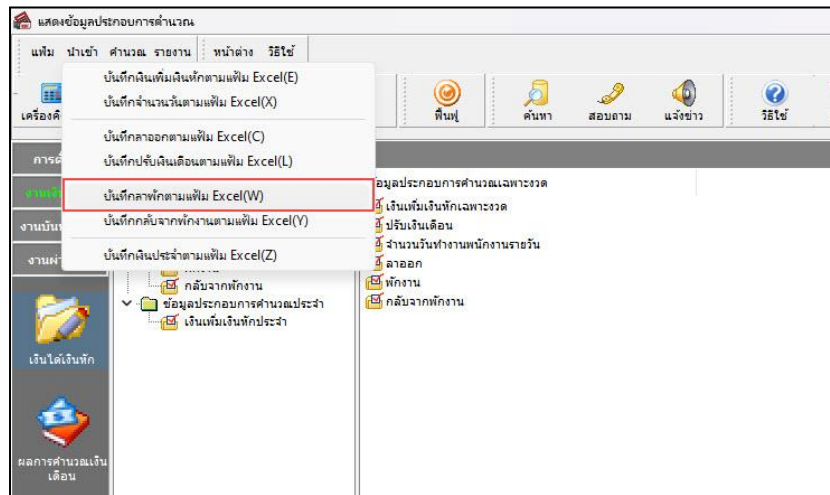 แสดงข้อมูลประกอบการคำนวณ
แฟ้ม นำเข้า คำนวณ รายงาน หน้าต่าง วิธีใช้
บันทึกเงินเพิ่มเงินหักตามแฟ้ม Excel(E)
บันทึกจำนวนวันตามแฟ้ม Excel(X)
บันทึกลาออกตามแฟ้ม Excel(C)
บันทึกปรับเงินเดือนตามแฟ้ม Excel(L)
บันทึกลาพักตามแฟ้ม Excel(W)
บันทึกกลับจากพักงานตามแฟ้ม Excel(Y)
บันทึกเงินประจำตามแฟ้ม Excel(Z)
ฟื้นฟู ค้นหา สอบถาม แจ้งข่าว วิธีใช้
กลับจากพักงาน
ข้อมูลประกอบการคำนวณประจำ
เงินเพิ่มเงินหักประจำ
อมูลประกอบการคำนวณเฉพาะงวด
เงินเพิ่มเงินหักเฉพาะงวด
ปรับเงินเดือน
จำนวนวันทำงานพนักงานรายวัน
ลาออก
พักงาน
กลับจากพักงาน
เงินได้เงินหัก
ผลการคำนวณเงิน
เดือน